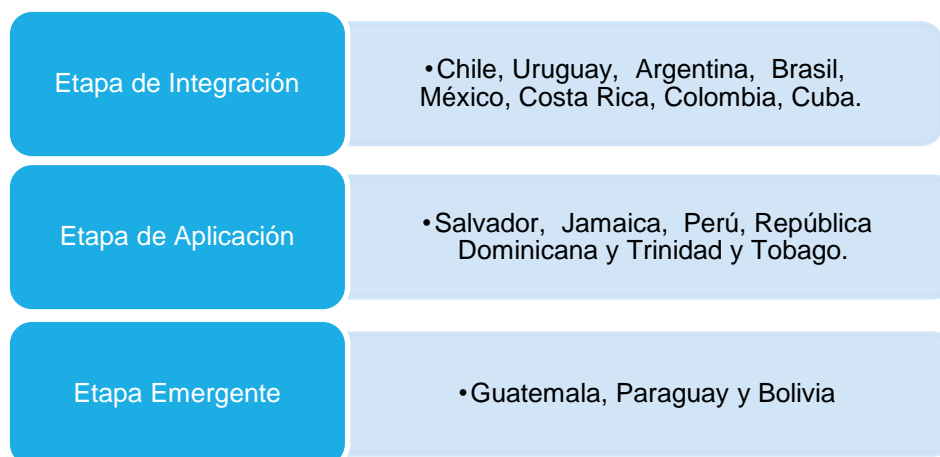 Etapa de Integración
•Chile, Uruguay, Argentina, Brasil,
México, Costa Rica, Colombia, Cuba.
Etapa de Aplicación
•Salvador, Jamaica, Perú, República
Dominicana y Trinidad y Tobago.
Etapa Emergente
•Guatemala, Paraguay y Bolivia